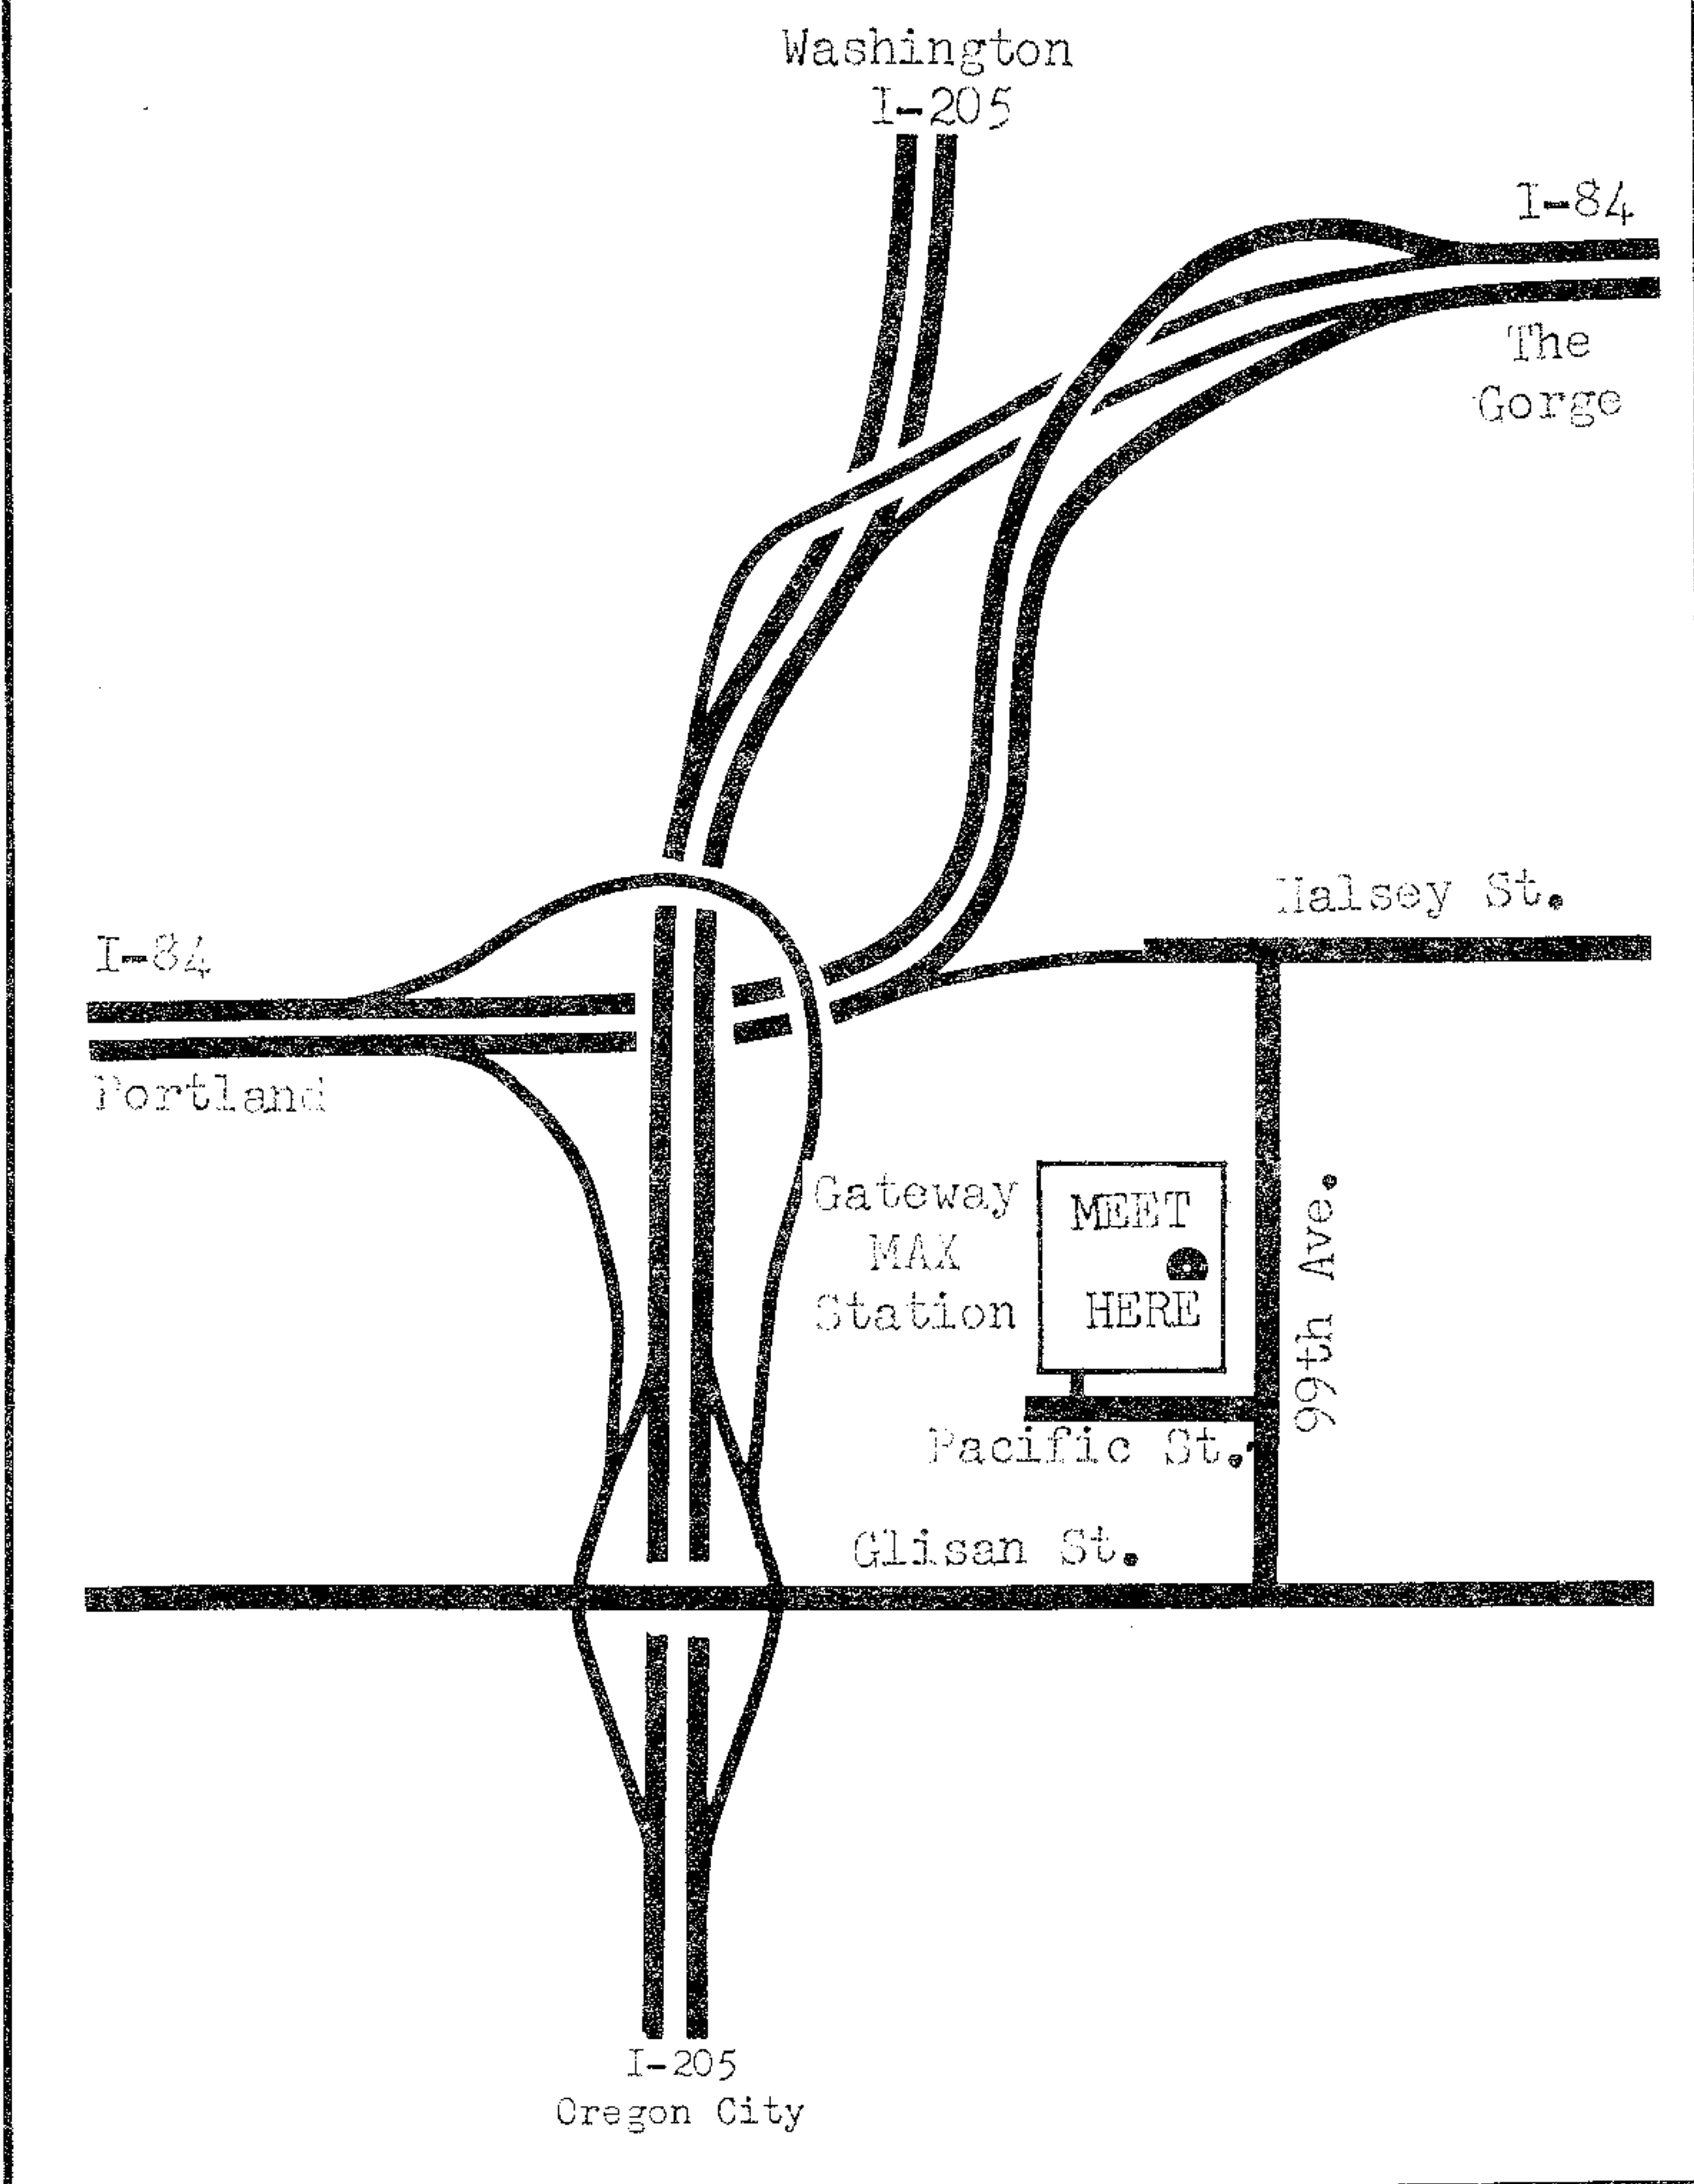 Washington
I-205
I-84
The
Gorge
Halsey St.
I-84
Portland
Gateway
MAX
Station
MEET
HERE
99th Ave.
Pacific St.
Glisan St.
I-205
Oregon City